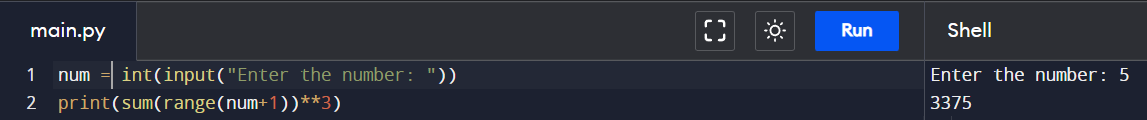 main.py Run Shell
1 num = int(input("Enter the number: ")) Enter the number: 5
2 print(sum(range(num+1))**3) 3375